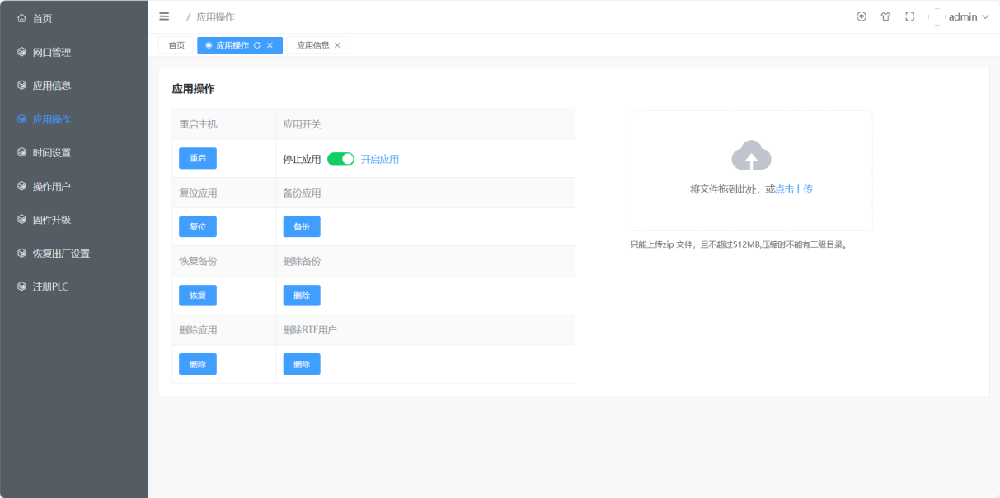 首页
网口管理
应用信息
应用操作
时间设置
操作用户
固件升级
恢复出厂设置
注册PLC
/ 应用操作
admin
首页 应用操作 应用信息
应用操作
重启主机 应用开关
重启 停止应用 开启应用
复位应用 备份应用
复位 备份
恢复备份 删除备份
恢复 删除
删除应用 删除RTE用户
删除 删除
将文件拖到此处，或点击上传
只能上传zip 文件，且不超过512MB,压缩时不能有二级目录。